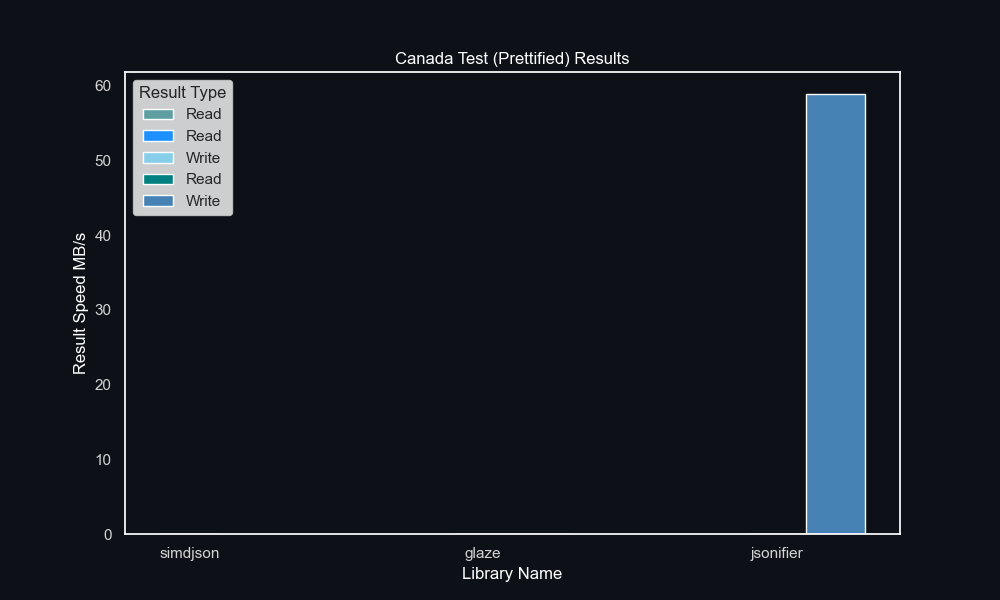 Canada Test (Prettified) Results
Result Type
Read
Read
Write
Read
Write
60
50
40
30
20
10
0
Result Speed MB/s
simdjson glaze jsonifier
Library Name